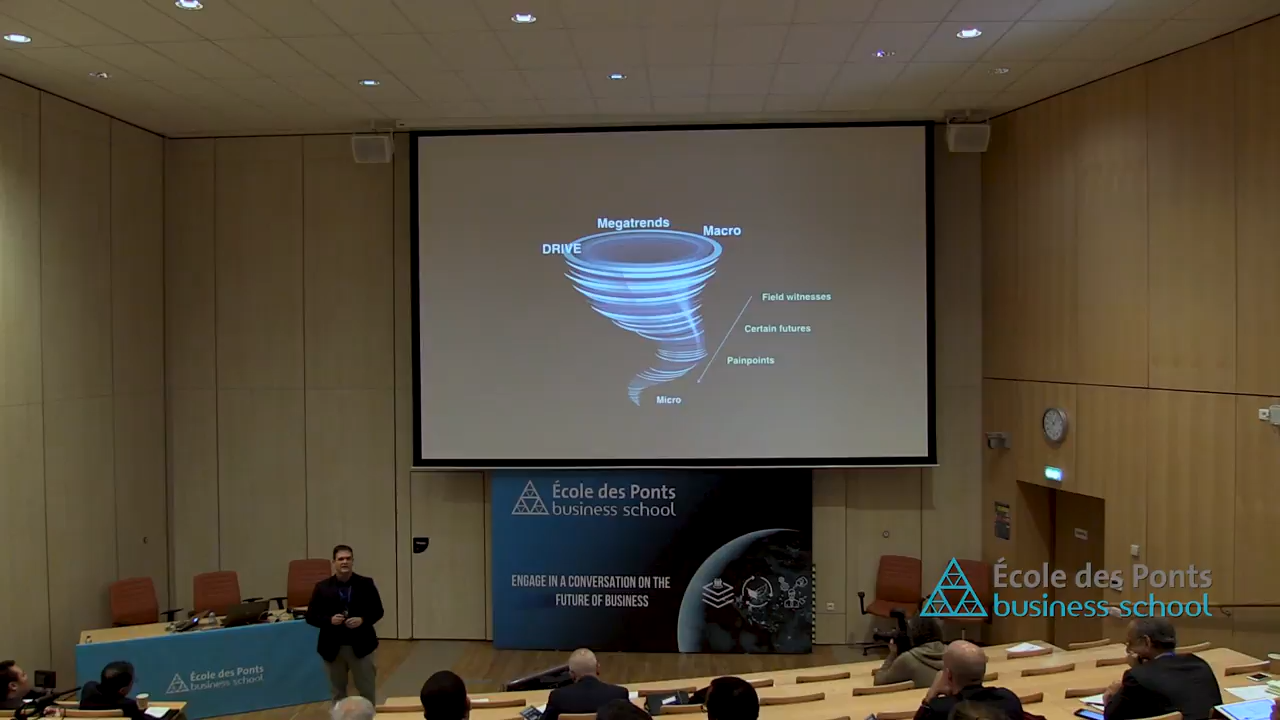 Megatrends
Macro
DRIVE
Field witnesses
Certain futures
Painpoints
Micro
École des Ponts
business school
ENGAGE IN A CONVERSATION ON THE
FUTURE OF BUSINESS
École des Ponts
business school
École des Ponts
business school